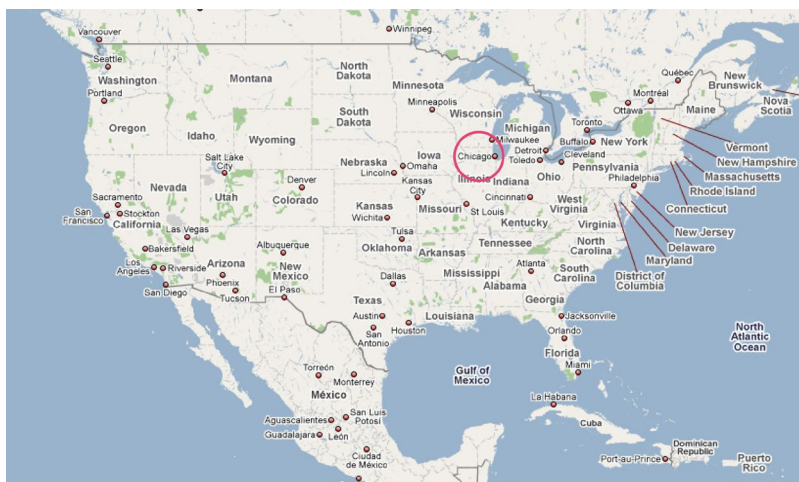 Vancouver
Winnipeg
Seattle
Washington
Portland
Montana
North
Dakota
Minnesota
Québec
New
Brunswick
Montréal
Ottawa
Maine
Nova
Scotia
Oregon
Idaho
Wyoming
South
Dakota
Minneapolis
Wisconsin
Michigan
Toronto
Milwaukee
Buffalo
New York
Vermont
New Hampshire
Chicago
Detroit
Toledo
Cleveland
Massachusetts
Rhode Island
Salt Lake
City
Nebraska
Iowa
Omaha
Lincoln
Illinois
Indiana
Ohio
Pennsylvania
Philadelphia
Connecticut
Sacramento
San
Francisco
Stockton
California
Nevada
Utah
Denver
Colorado
Kansas
City
Kansas
Wichita
Missouri
St Louis
Cincinnati
West
Virginia
Kentucky
Virginia
New Jersey
Delaware
Maryland
District of
Columbia
Las Vegas
Bakersfield
Los
Angeles
Riverside
San Diego
Arizona
Phoenix
Tucson
Albuquerque
New
Mexico
El Paso
Tulsa
Oklahoma
Arkansas
Tennessee
North
Carolina
South
Carolina
Atlanta
Mississippi
Alabama
Georgia
Dallas
Texas
Louisiana
Austin
San
Antonio
Houston
Jacksonville
Orlando
Florida
Miami
North
Atlantic
Ocean
Gulf of
Mexico
Torreón
Monterrey
México
La Habana
Cuba
Aguascalientes
San Luis
Potosí
Guadalajara
León
Ciudad
de México
Port-au-Prince
Dominican
Republic
Puerto
Rico